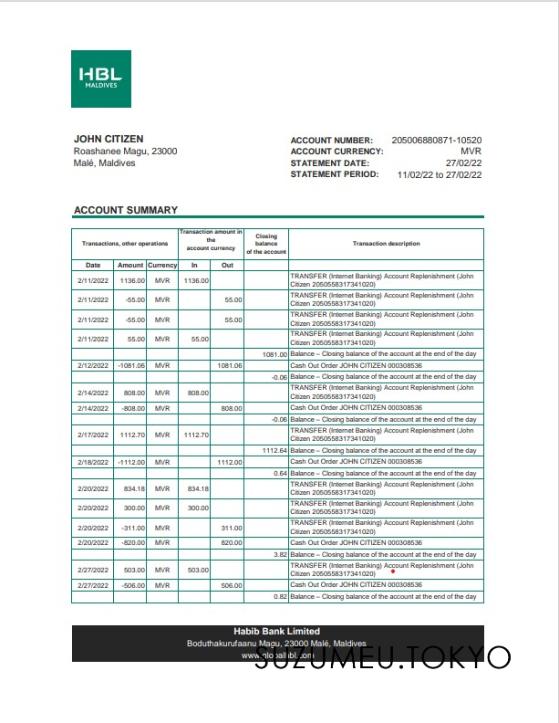 HBL
MALDIVES
JOHN CITIZEN
Roashanee Magu, 23000
Malé, Maldives
ACCOUNT NUMBER: 205006880871-10520
ACCOUNT CURRENCY: MVR
STATEMENT DATE: 27/02/22
STATEMENT PERIOD: 11/02/22 to 27/02/22
ACCOUNT SUMMARY
Transactions, other operations
Transaction amount in
the
account currency
Closing
balance
of the account
Transaction description
Date Amount Currency In Out
2/11/2022 1136.00 MVR 1136.00 TRANSFER (Internet Banking) Account Replenishment (John
Citizen 2050558317341020)
2/11/2022 -55.00 MVR 55.00 TRANSFER (Internet Banking) Account Replenishment (John
Citizen 2050558317341020)
2/11/2022 -55.00 MVR 55.00 TRANSFER (Internet Banking) Account Replenishment (John
Citizen 2050558317341020)
2/11/2022 55.00 MVR 55.00 TRANSFER (Internet Banking) Account Replenishment (John
Citizen 2050558317341020)
1081.00 Balance – Closing balance of the account at the end of the day
2/12/2022 -1081.06 MVR 1081.06 Cash Out Order JOHN CITIZEN 000308536
-0.06 Balance – Closing balance of the account at the end of the day
2/14/2022 808.00 MVR 808.00 TRANSFER (Internet Banking) Account Replenishment (John
Citizen 2050558317341020)
2/14/2022 -808.00 MVR 808.00 Cash Out Order JOHN CITIZEN 000308536
-0.06 Balance – Closing balance of the account at the end of the day
2/17/2022 1112.70 MVR 1112.70 TRANSFER (Internet Banking) Account Replenishment (John
Citizen 2050558317341020)
1112.64 Balance – Closing balance of the account at the end of the day
2/18/2022 -1112.00 MVR 1112.00 Cash Out Order JOHN CITIZEN 000308536
0.64 Balance – Closing balance of the account at the end of the day
2/20/2022 834.18 MVR 834.18 TRANSFER (Internet Banking) Account Replenishment (John
Citizen 2050558317341020)
2/20/2022 300.00 MVR 300.00 TRANSFER (Internet Banking) Account Replenishment (John
Citizen 2050558317341020)
2/20/2022 -311.00 MVR 311.00 TRANSFER (Internet Banking) Account Replenishment (John
Citizen 2050558317341020)
2/20/2022 -820.00 MVR 820.00 Cash Out Order JOHN CITIZEN 000308536
3.82 Balance – Closing balance of the account at the end of the day
2/27/2022 503.00 MVR 503.00 TRANSFER (Internet Banking) Account Replenishment (John
Citizen 2050558317341020)
2/27/2022 -506.00 MVR 506.00 Cash Out Order JOHN CITIZEN 000308536
0.82 Balance – Closing balance of the account at the end of the day
Habib Bank Limited
Boduthakurufaanu Magu, 23000 Malé, Maldives
www.globalhbl.com
SUZUMEU.TOKYO